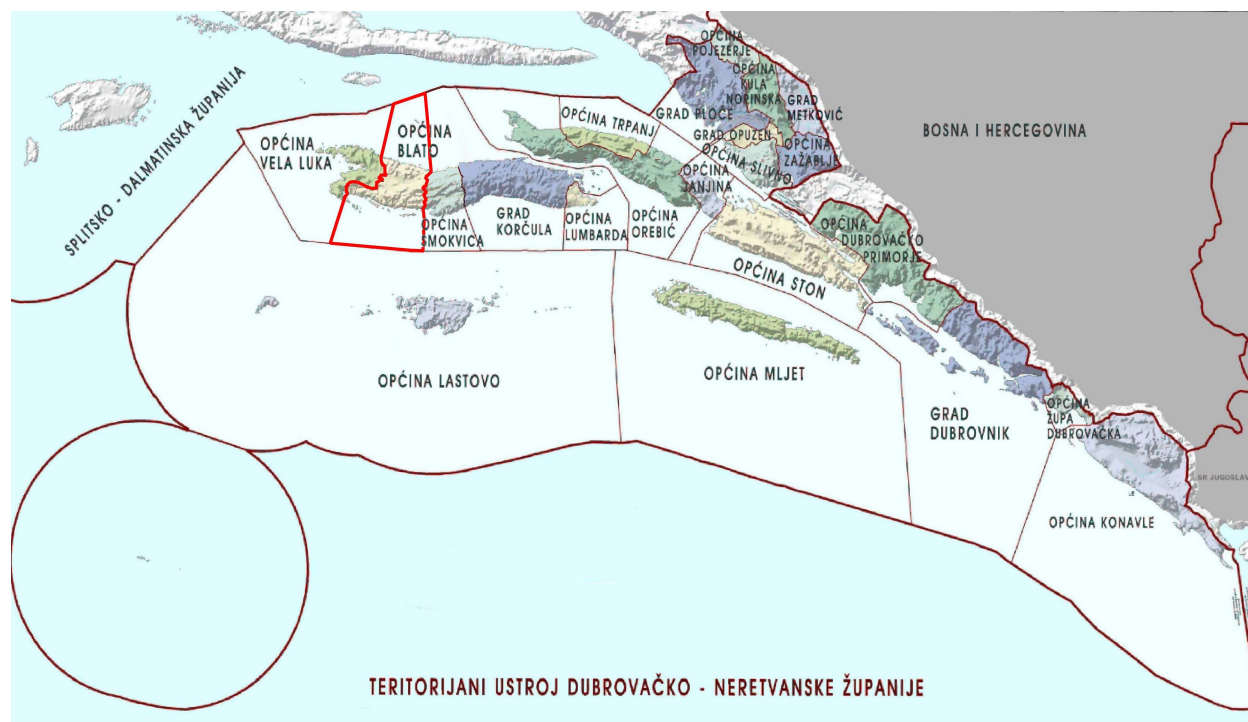 OPĆINA
POJEZERJE
OPĆINA
KULA
NORINSKA
GRAD
METKOVIĆ
GRAD PLOČE
GRAD OPUZEN
OPĆINA
ZAŽABLJE
OPĆINA SLIVNO
BOSNA I HERCEGOVINA
SPLITSKO - DALMATINSKA ŽUPANIJA
OPĆINA
VELA LUKA
OPĆINA
BLATO
OPĆINA TRPANJ
OPĆINA
JANJINA
OPĆINA
SMOKVICA
GRAD
KORČULA
OPĆINA
LUMBARDA
OPĆINA
OREBIĆ
OPĆINA
DUBROVAČKO
PRIMORJE
OPĆINA STON
OPĆINA LASTOVO
OPĆINA MLJET
GRAD
DUBROVNIK
OPĆINA
ŽUPA
DUBROVAČKA
SR JUGOSLAV
OPĆINA KONAVLE
TERITORIJANI USTROJ DUBROVAČKO - NERETVANSKE ŽUPANIJE